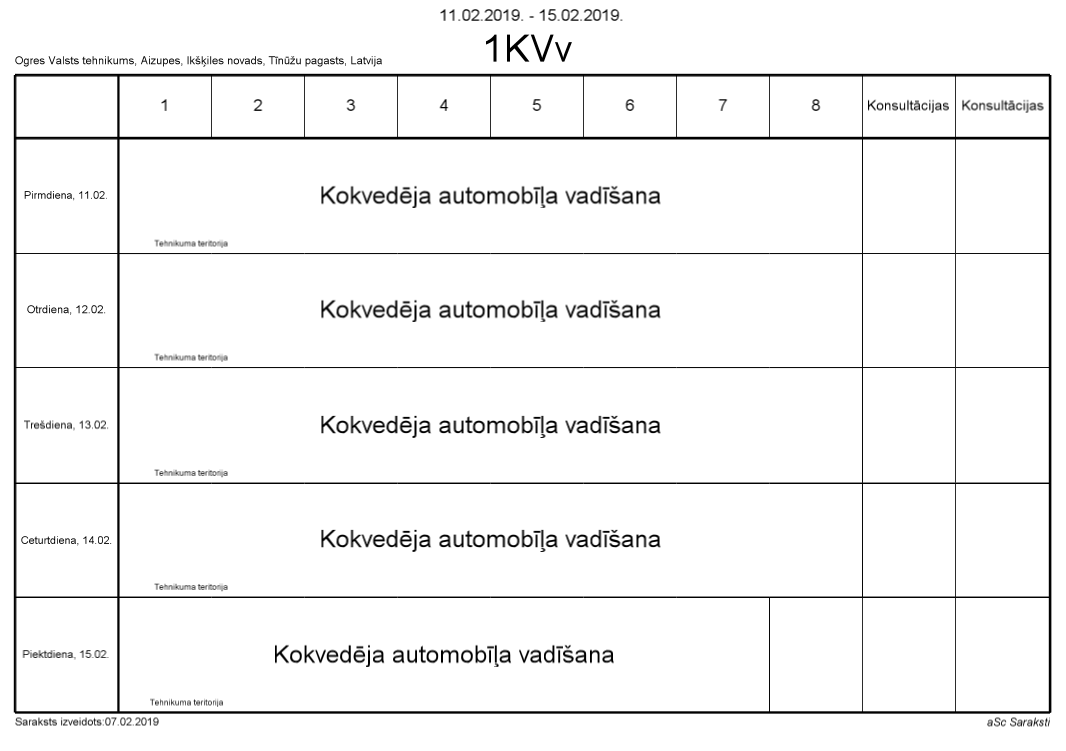 11.02.2019. - 15.02.2019.
1KVv
Ogres Valsts tehnikums, Aizupes, Ikšķiles novads, Tīnūžu pagasts, Latvija
1 2 3 4 5 6 7 8 Konsultācijas Konsultācijas
Pirmdiena, 11.02.
Kokvedēja automobīļa vadīšana
Tehnikuma teritorija
Otrdiena, 12.02.
Kokvedēja automobīļa vadīšana
Tehnikuma teritorija
Trešdiena, 13.02.
Kokvedēja automobīļa vadīšana
Tehnikuma teritorija
Ceturtdiena, 14.02.
Kokvedēja automobīļa vadīšana
Tehnikuma teritorija
Piektdiena, 15.02.
Kokvedēja automobīļa vadīšana
Tehnikuma teritorija
Saraksts izveidots:07.02.2019
aSc Saraksti